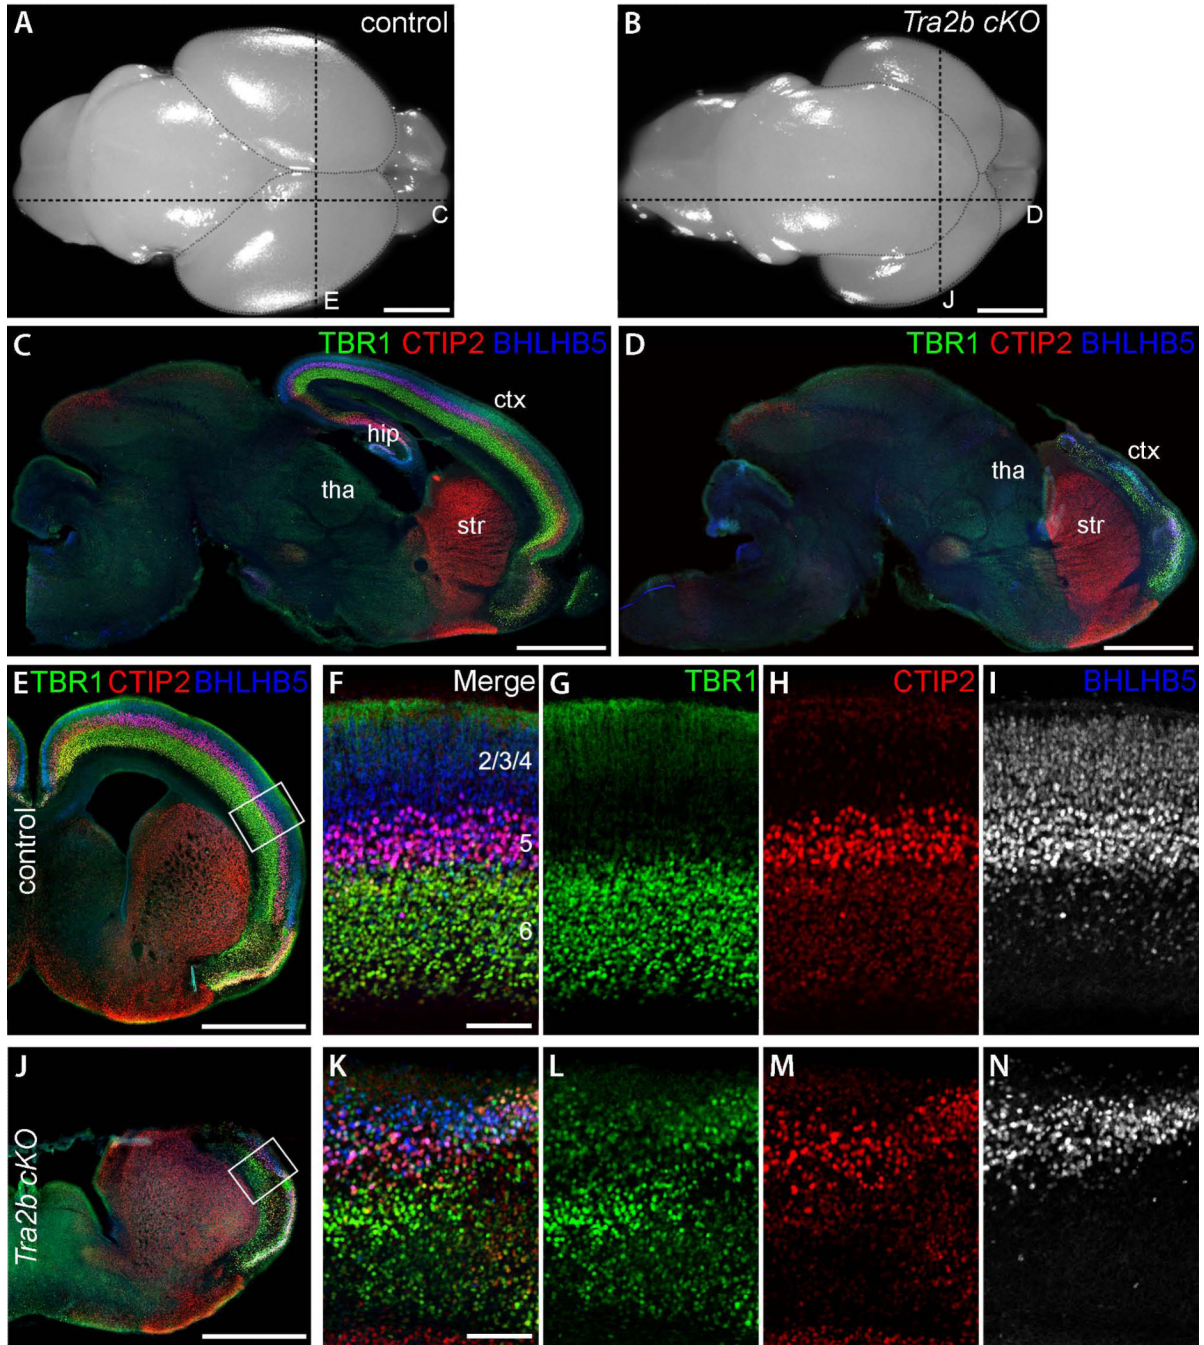 A control
B Tra2b cKO
C
E
D
J
C TBR1 CTIP2 BHLHB5
ctx
hip
tha
str
D TBR1 CTIP2 BHLHB5
ctx
tha
str
E TBR1 CTIP2 BHLHB5
control
F Merge
2/3/4
5
6
G TBR1
H CTIP2
I BHLHB5
J
Tra2b cKO
K
L
M
N